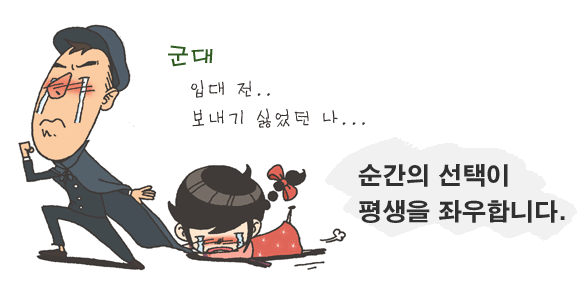 군대
입대 전..
보내기 싫었던 나...
순간의 선택이
평생을 좌우합니다.